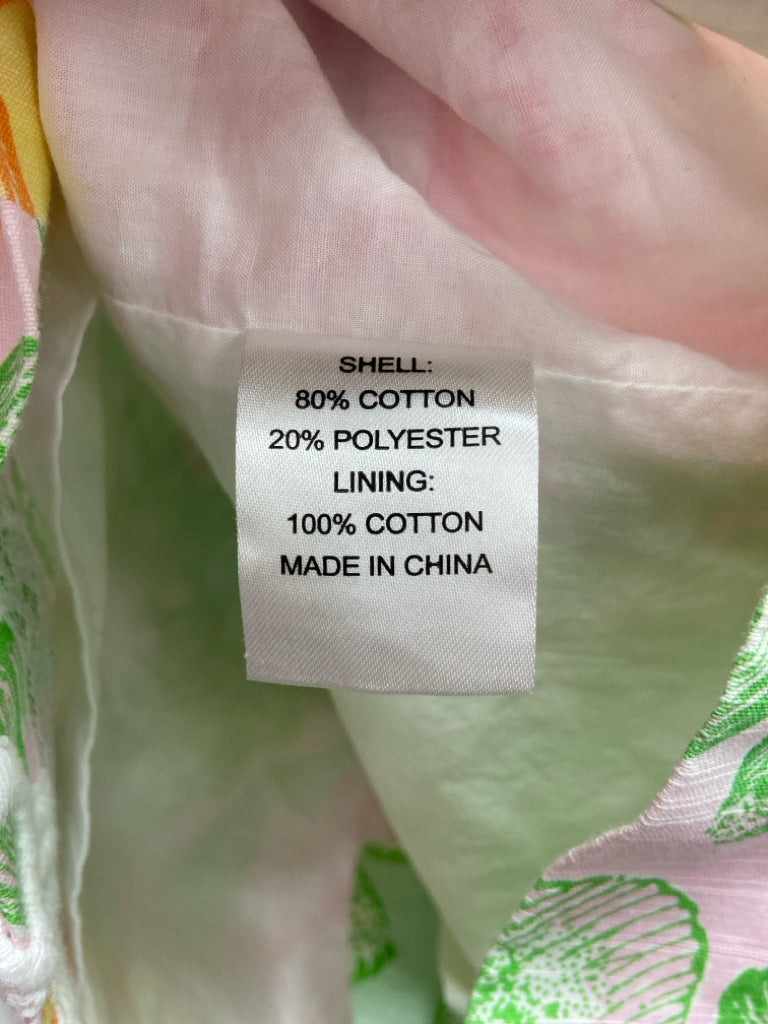 SHELL:
80% COTTON
20% POLYESTER
LINING:
100% COTTON
MADE IN CHINA